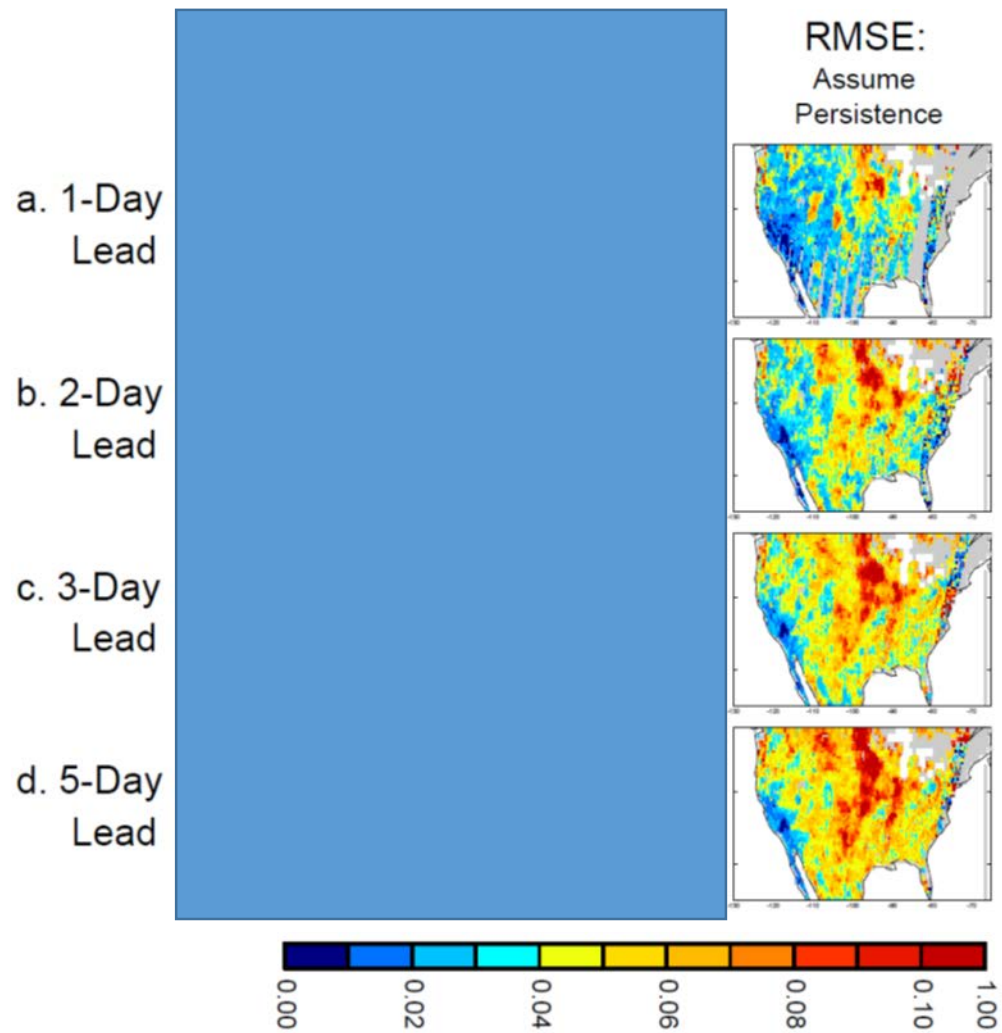 RMSE:
Assume
Persistence
a. 1-Day
Lead
b. 2-Day
Lead
c. 3-Day
Lead
d. 5-Day
Lead
0.00
0.02
0.04
0.06
0.08
0.10
1.00